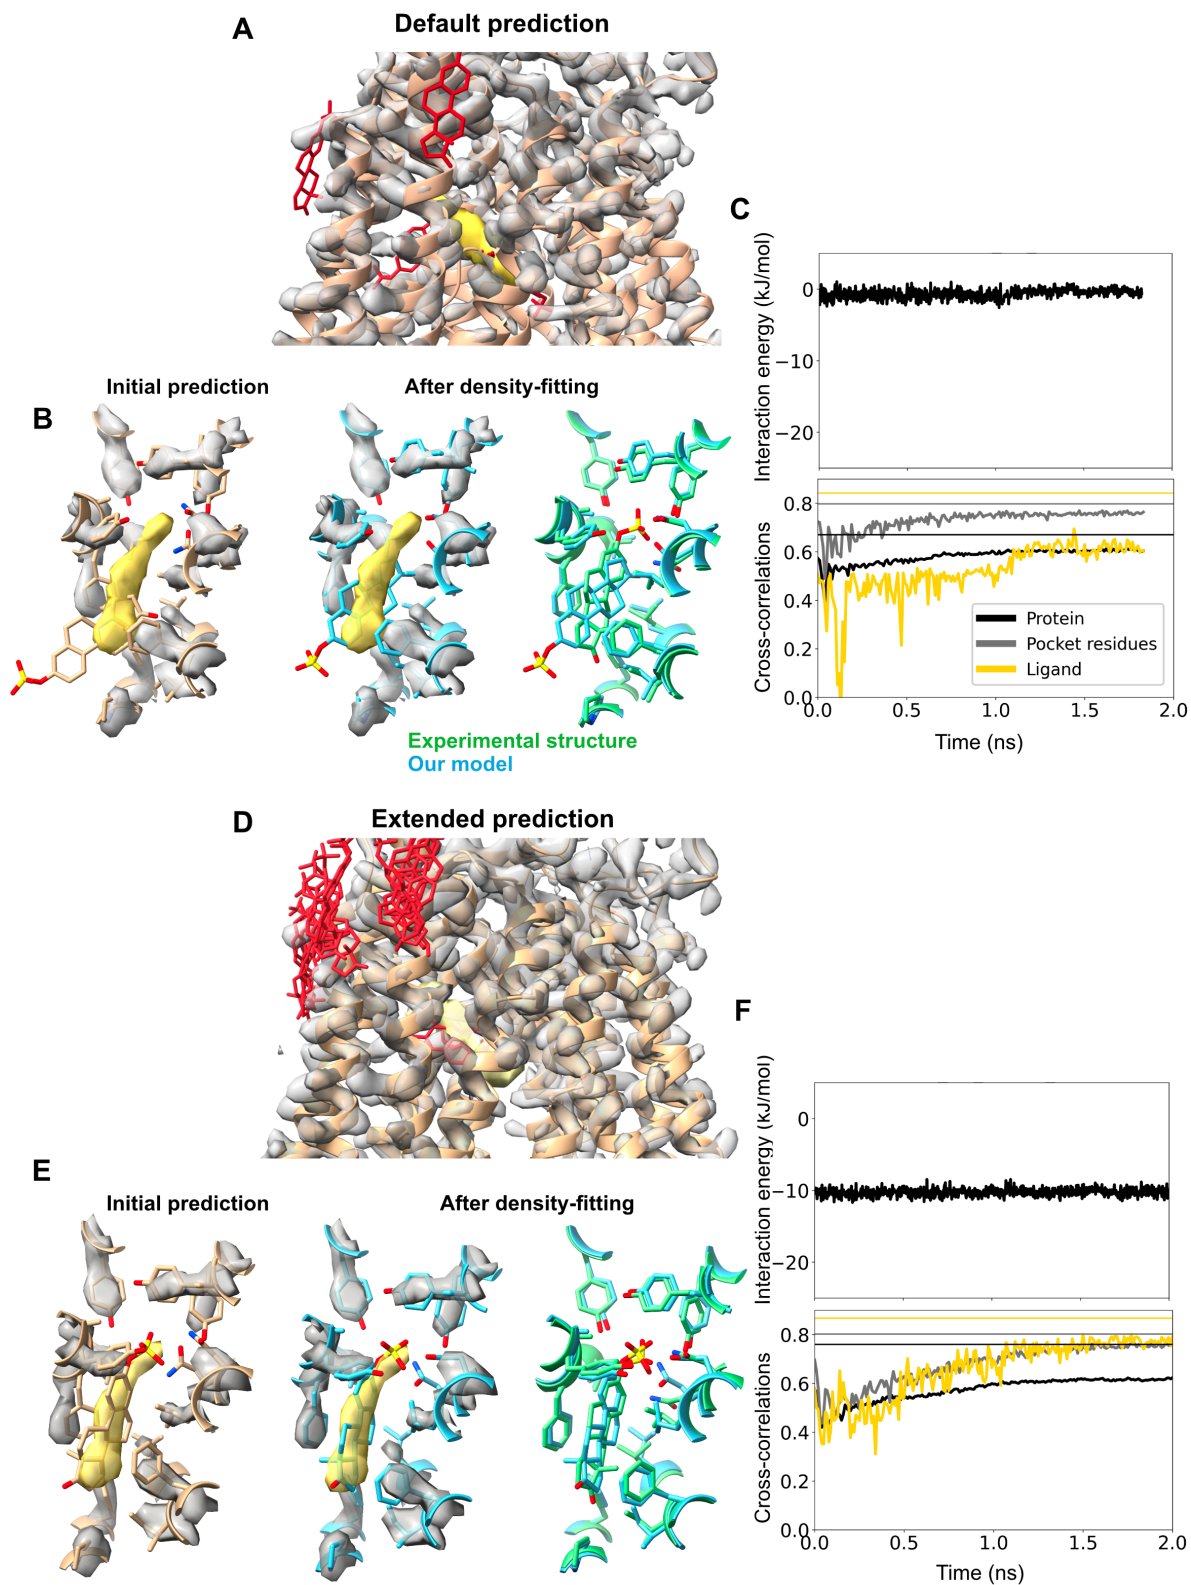 A
Default prediction
C
Interaction energy (kJ/mol)
0
−10
−20
Initial prediction
After density-fitting
B
Cross-correlations
0.8
0.6
0.4
0.2
0.0
Protein
Pocket residues
Ligand
0.0
0.5
1.0
1.5
2.0
Time (ns)
Experimental structure
Our model
D
Extended prediction
F
Interaction energy (kJ/mol)
0
−10
−20
E
Initial prediction
After density-fitting
Cross-correlations
0.8
0.6
0.4
0.2
0.0
0.0
0.5
1.0
1.5
2.0
Time (ns)